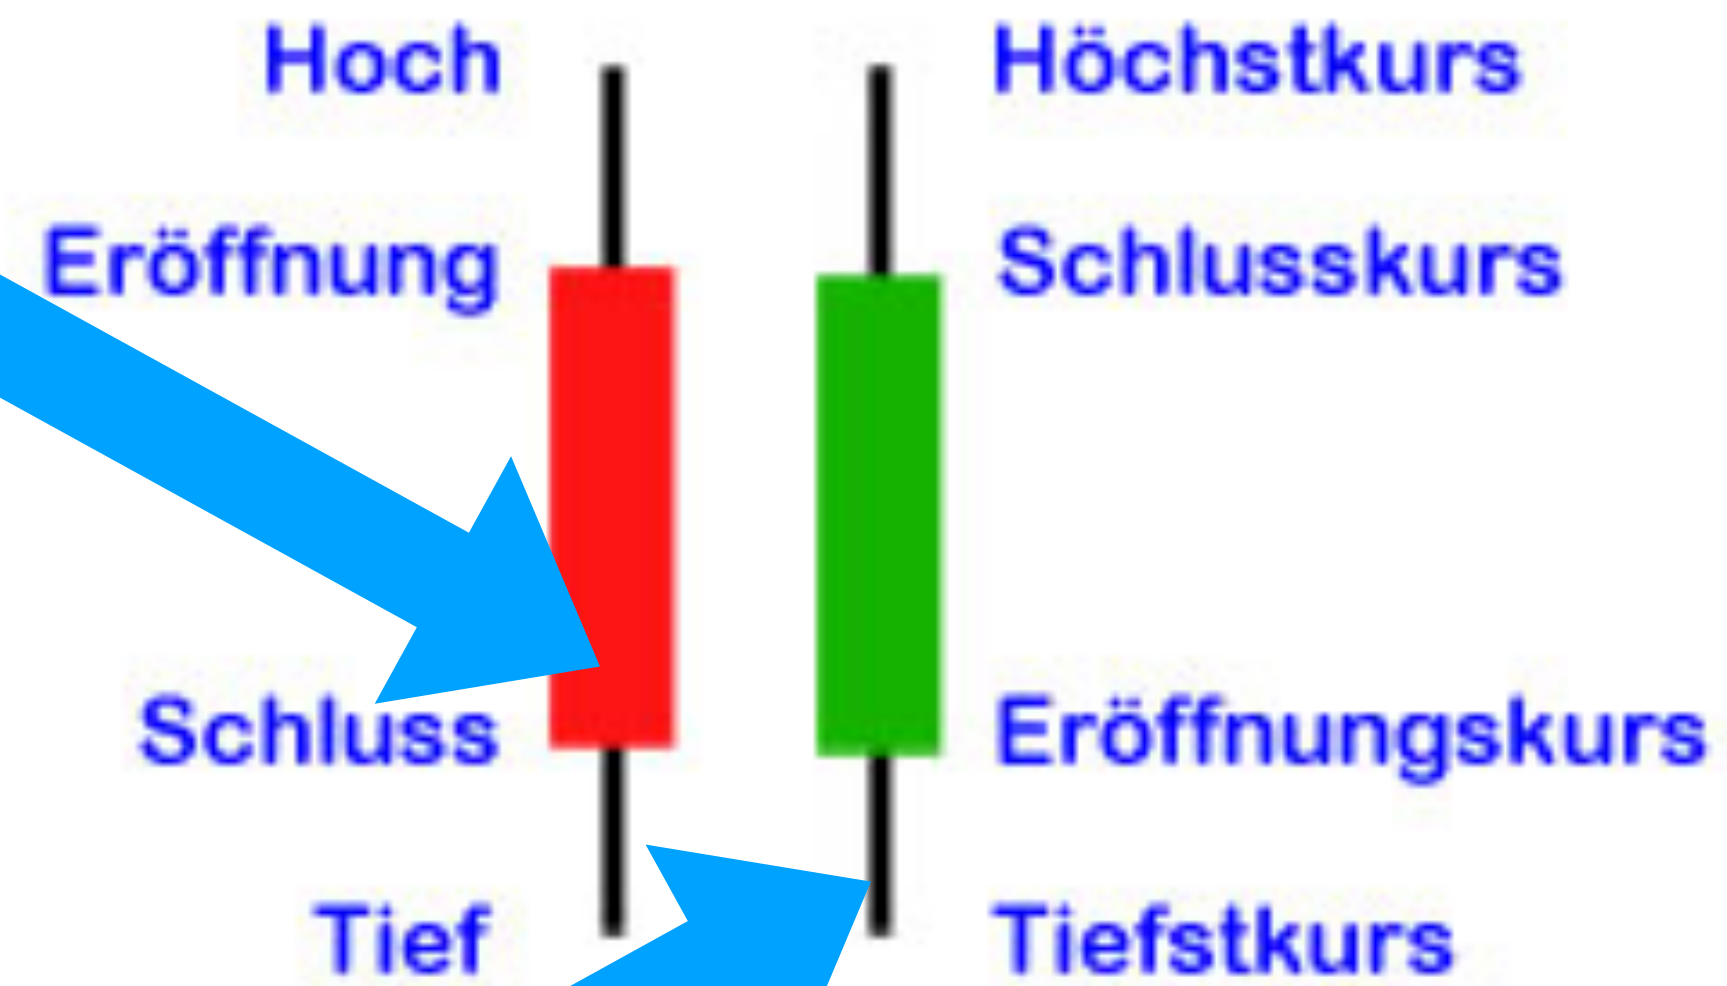 Hoch
Höchstkurs
Eröffnung
Schlusskurs
Schluss
Eröffnungskurs
Tief
Tiefstkurs